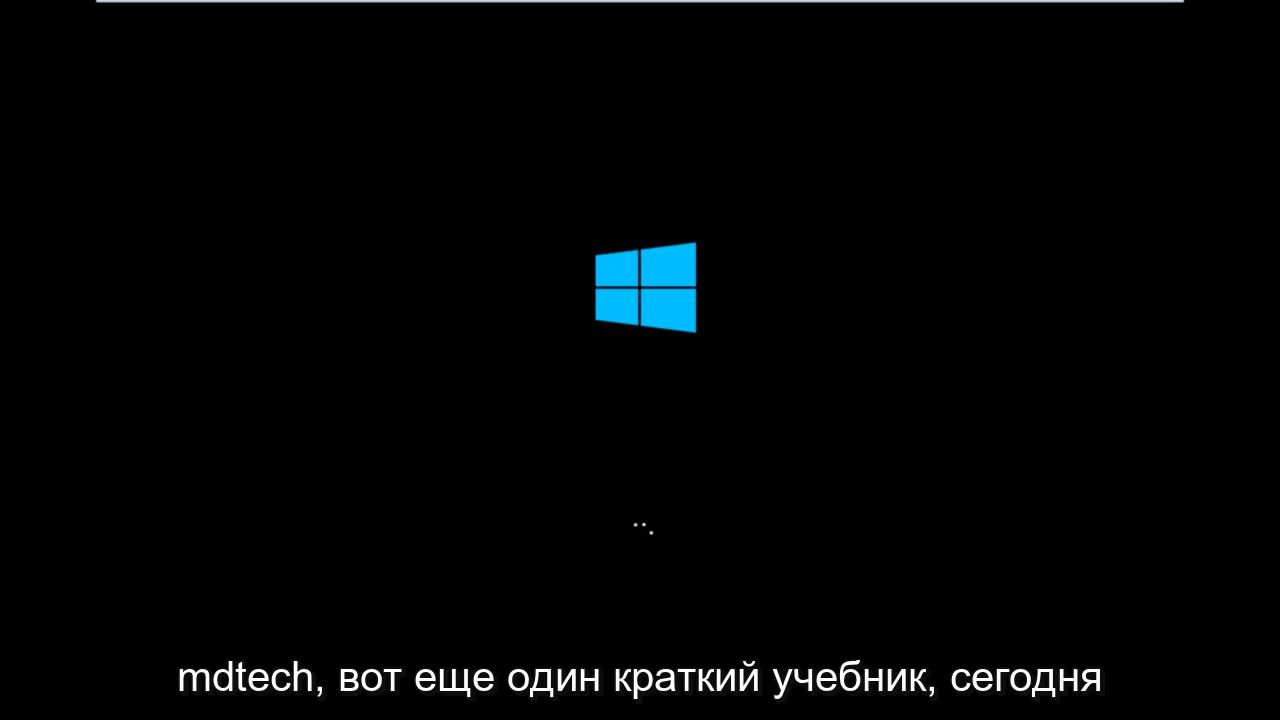 mdtech, вот еще один краткий учебник, сегодня